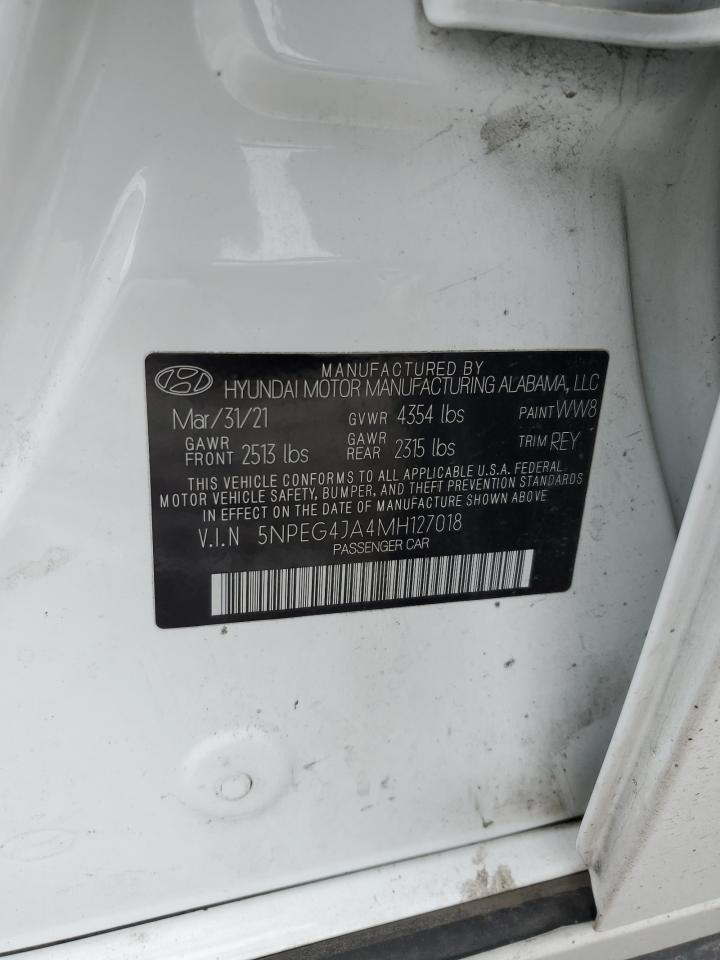 MANUFACTURED BY
HYUNDAI MOTOR MANUFACTURING ALABAMA, LLC
Mar/31/21 GVWR 4354 lbs PAINT WW8
GAWR FRONT 2513 lbs GAWR REAR 2315 lbs TRIM REY
THIS VEHICLE CONFORMS TO ALL APPLICABLE U.S.A. FEDERAL
MOTOR VEHICLE SAFETY, BUMPER, AND THEFT PREVENTION STANDARDS
IN EFFECT ON THE DATE OF MANUFACTURE SHOWN ABOVE
V.I.N 5NPEG4JA4MH127018
PASSENGER CAR